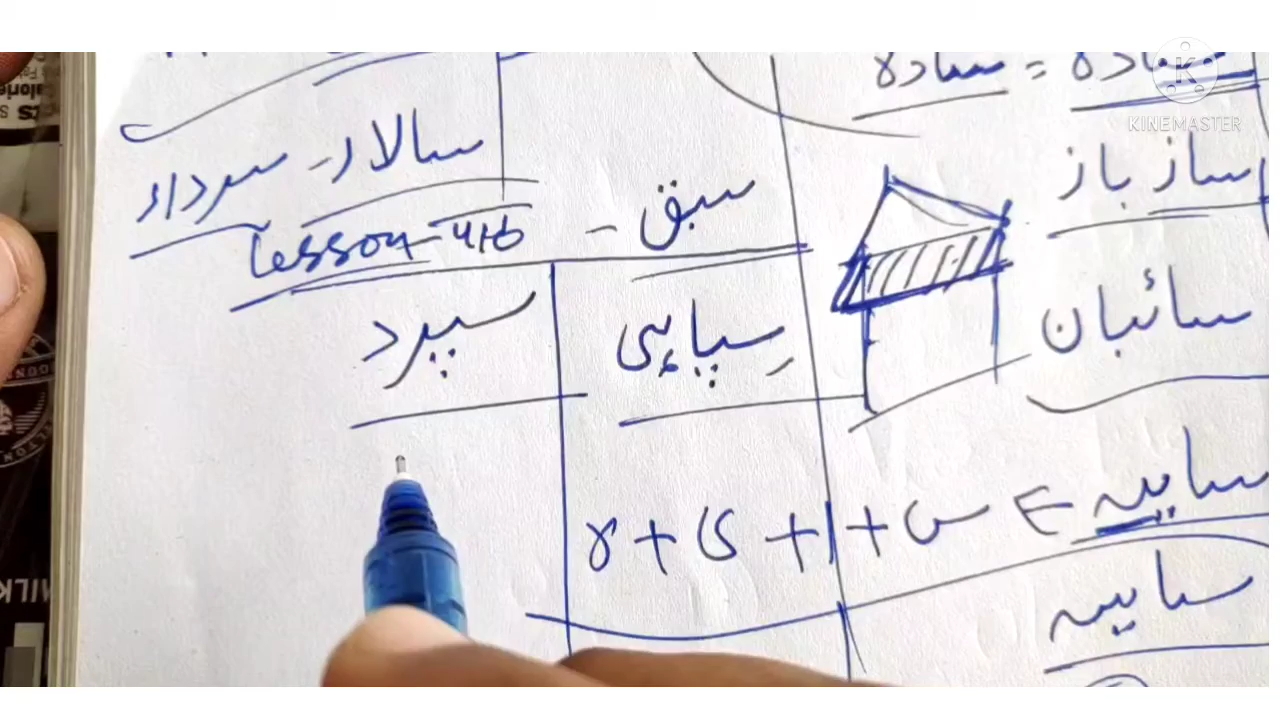 سادہ = سادہ
KINEMASTER
ساز باز
سالار - سردار
سبق -
lesson-416
سائبان
سپاہی
سپرد
سایہ = س + ا + ی + ہ
سایہ